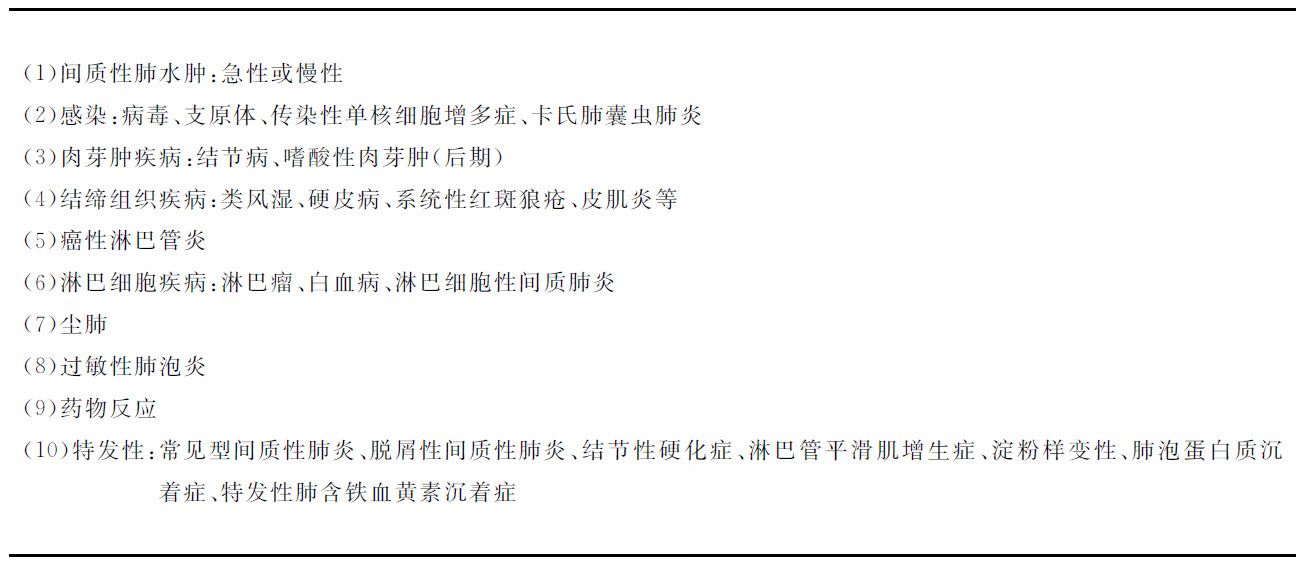 (1)间质性肺水肿:急性或慢性
(2)感染:病毒、支原体、传染性单核细胞增多症、卡氏肺囊虫肺炎
(3)肉芽肿疾病:结节病、嗜酸性肉芽肿(后期)
(4)结缔组织疾病:类风湿、硬皮病、系统性红斑狼疮、皮肌炎等
(5)癌性淋巴管炎
(6)淋巴细胞疾病:淋巴瘤、白血病、淋巴细胞性间质肺炎
(7)尘肺
(8)过敏性肺泡炎
(9)药物反应
(10)特发性:常见型间质性肺炎、脱屑性间质性肺炎、结节性硬化症、淋巴管平滑肌增生症、淀粉样变性、肺泡蛋白质沉
着症、特发性肺含铁血黄素沉着症